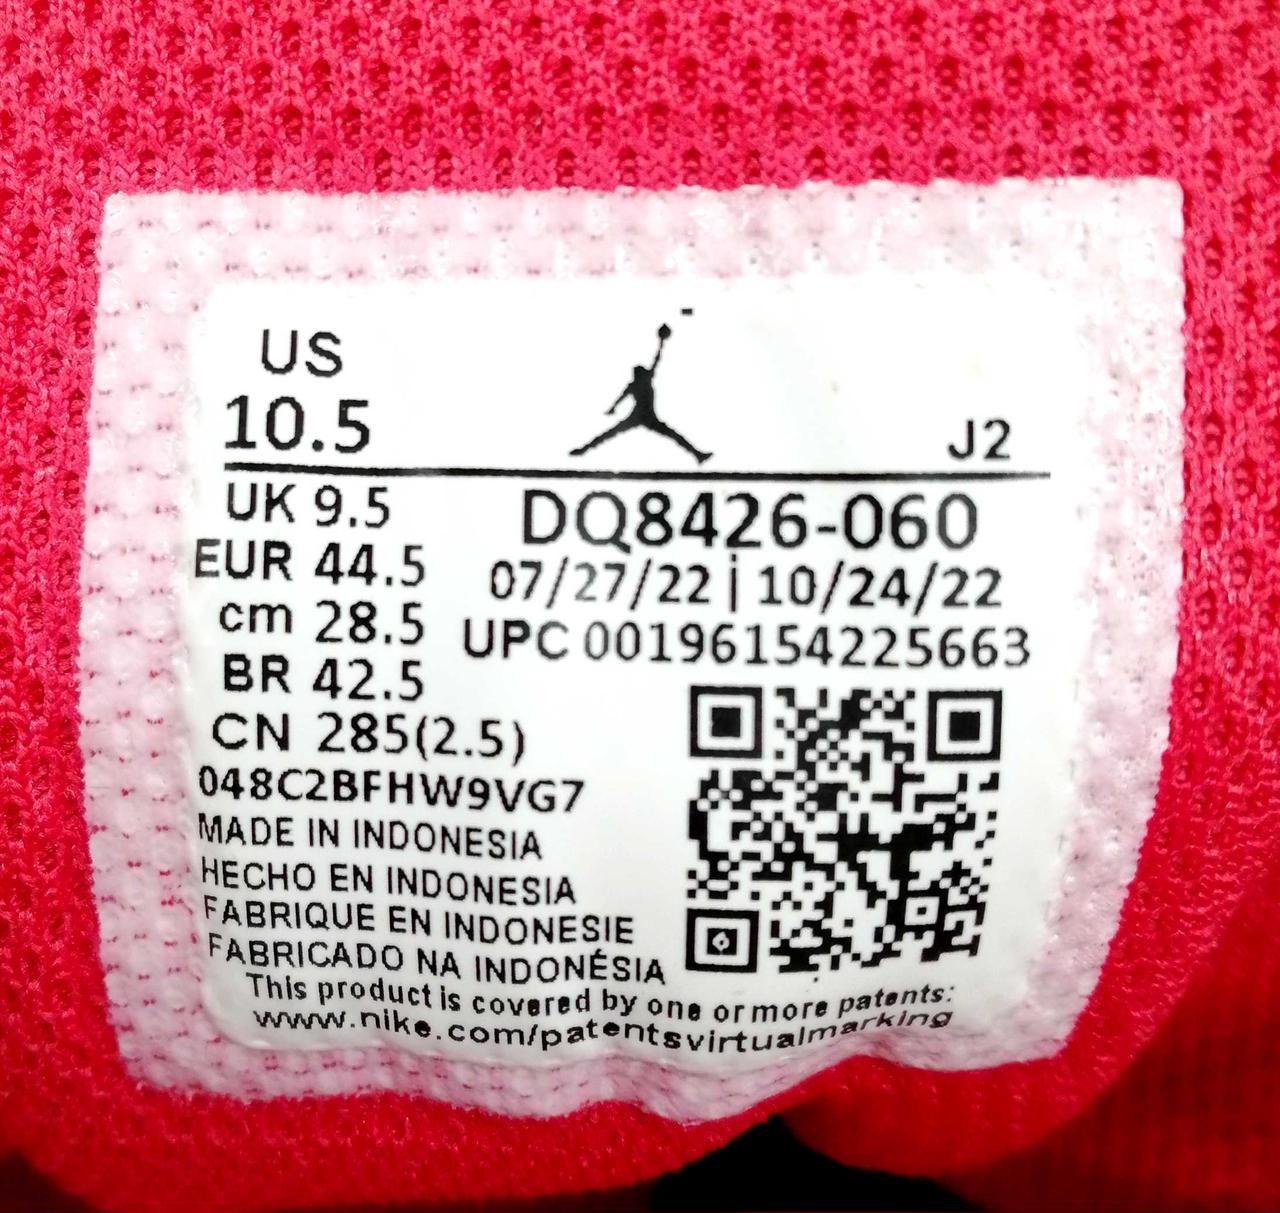 US
10.5
J2
UK 9.5
DQ8426-060
EUR 44.5
07/27/22 | 10/24/22
cm 28.5
UPC 00196154225663
BR 42.5
CN 285(2.5)
048C2BFHW9VG7
MADE IN INDONESIA
HECHO EN INDONESIA
FABRIQUE EN INDONESIE
FABRICADO NA INDONÉSIA
This product is covered by one or more patents:
www.nike.com/patentsvirtualmarking